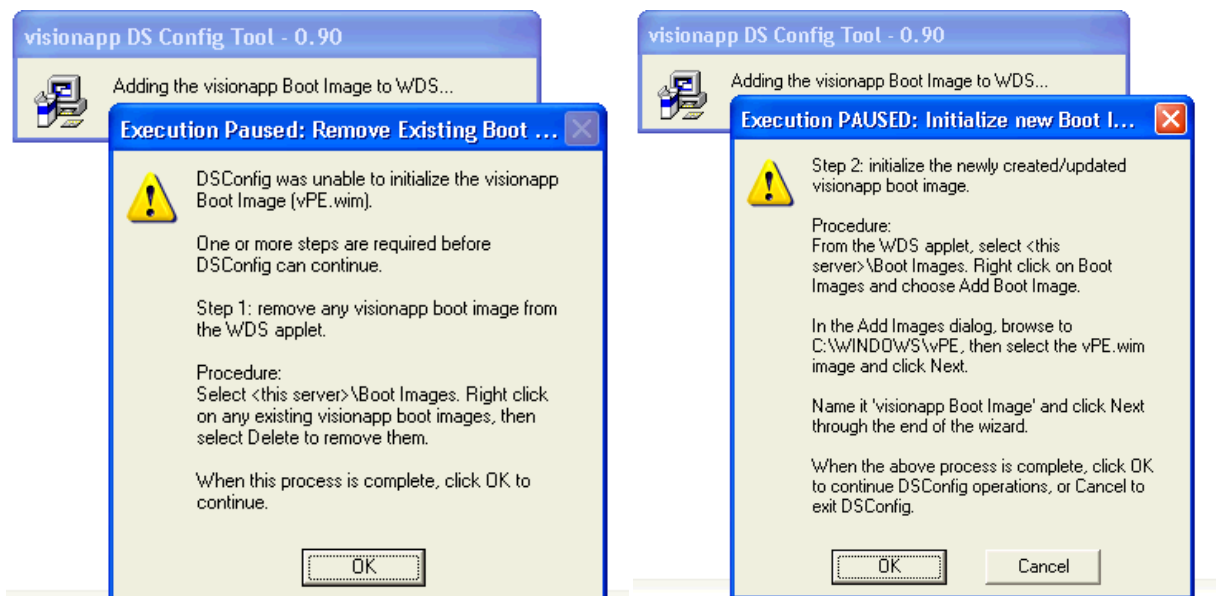 visionapp DS Config Tool - 0.90
Adding the visionapp Boot Image to WDS...
Execution Paused: Remove Existing Boot ...
DSConfig was unable to initialize the visionapp
Boot Image (vPE.wim).
One or more steps are required before
DSConfig can continue.
Step 1: remove any visionapp boot image from
the WDS applet.
Procedure:
Select <this server>\Boot Images. Right click
on any existing visionapp boot images, then
select Delete to remove them.
When this process is complete, click OK to
continue.
OK
visionapp DS Config Tool - 0.90
Adding the visionapp Boot Image to WDS...
Execution PAUSED: Initialize new Boot I...
Step 2: initialize the newly created/updated
visionapp boot image.
Procedure:
From the WDS applet, select <this
server>\Boot Images. Right click on Boot
Images and choose Add Boot Image.
In the Add Images dialog, browse to
C:\WINDOWS\vPE, then select the vPE.wim
image and click Next.
Name it 'visionapp Boot Image' and click Next
through the end of the wizard.
When the above process is complete, click OK
to continue DSConfig operations, or Cancel to
exit DSConfig.
OK
Cancel